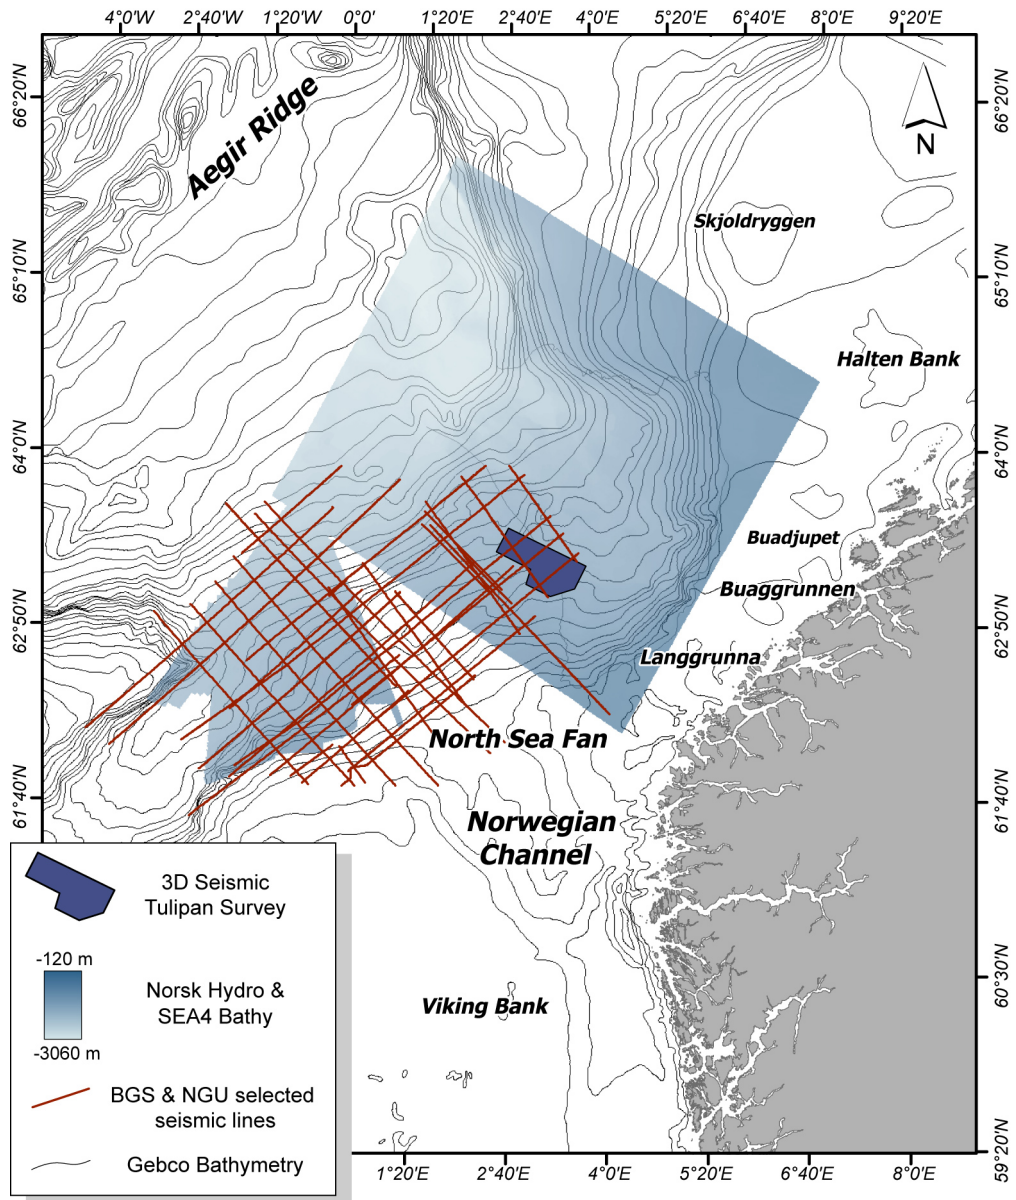 4°0'W 2°40'W 1°20'W 0°0' 1°20'E 2°40'E 4°0'E 5°20'E 6°40'E 8°0'E 9°20'E
66°20'N
66°20'N
Aegir Ridge
N
Skjoldryggen
65°10'N
65°10'N
Halten Bank
64°0'N
64°0'N
Buadjupet
Buaggrunnen
62°50'N
62°50'N
Langgrunna
North Sea Fan
61°40'N
61°40'N
Norwegian
Channel
3D Seismic
Tulipan Survey
-120 m
Norsk Hydro &
SEA4 Bathy
-3060 m
Viking Bank
60°30'N
BGS & NGU selected
seismic lines
Gebco Bathymetry
59°20'N
1°20'E 2°40'E 4°0'E 5°20'E 6°40'E 8°0'E